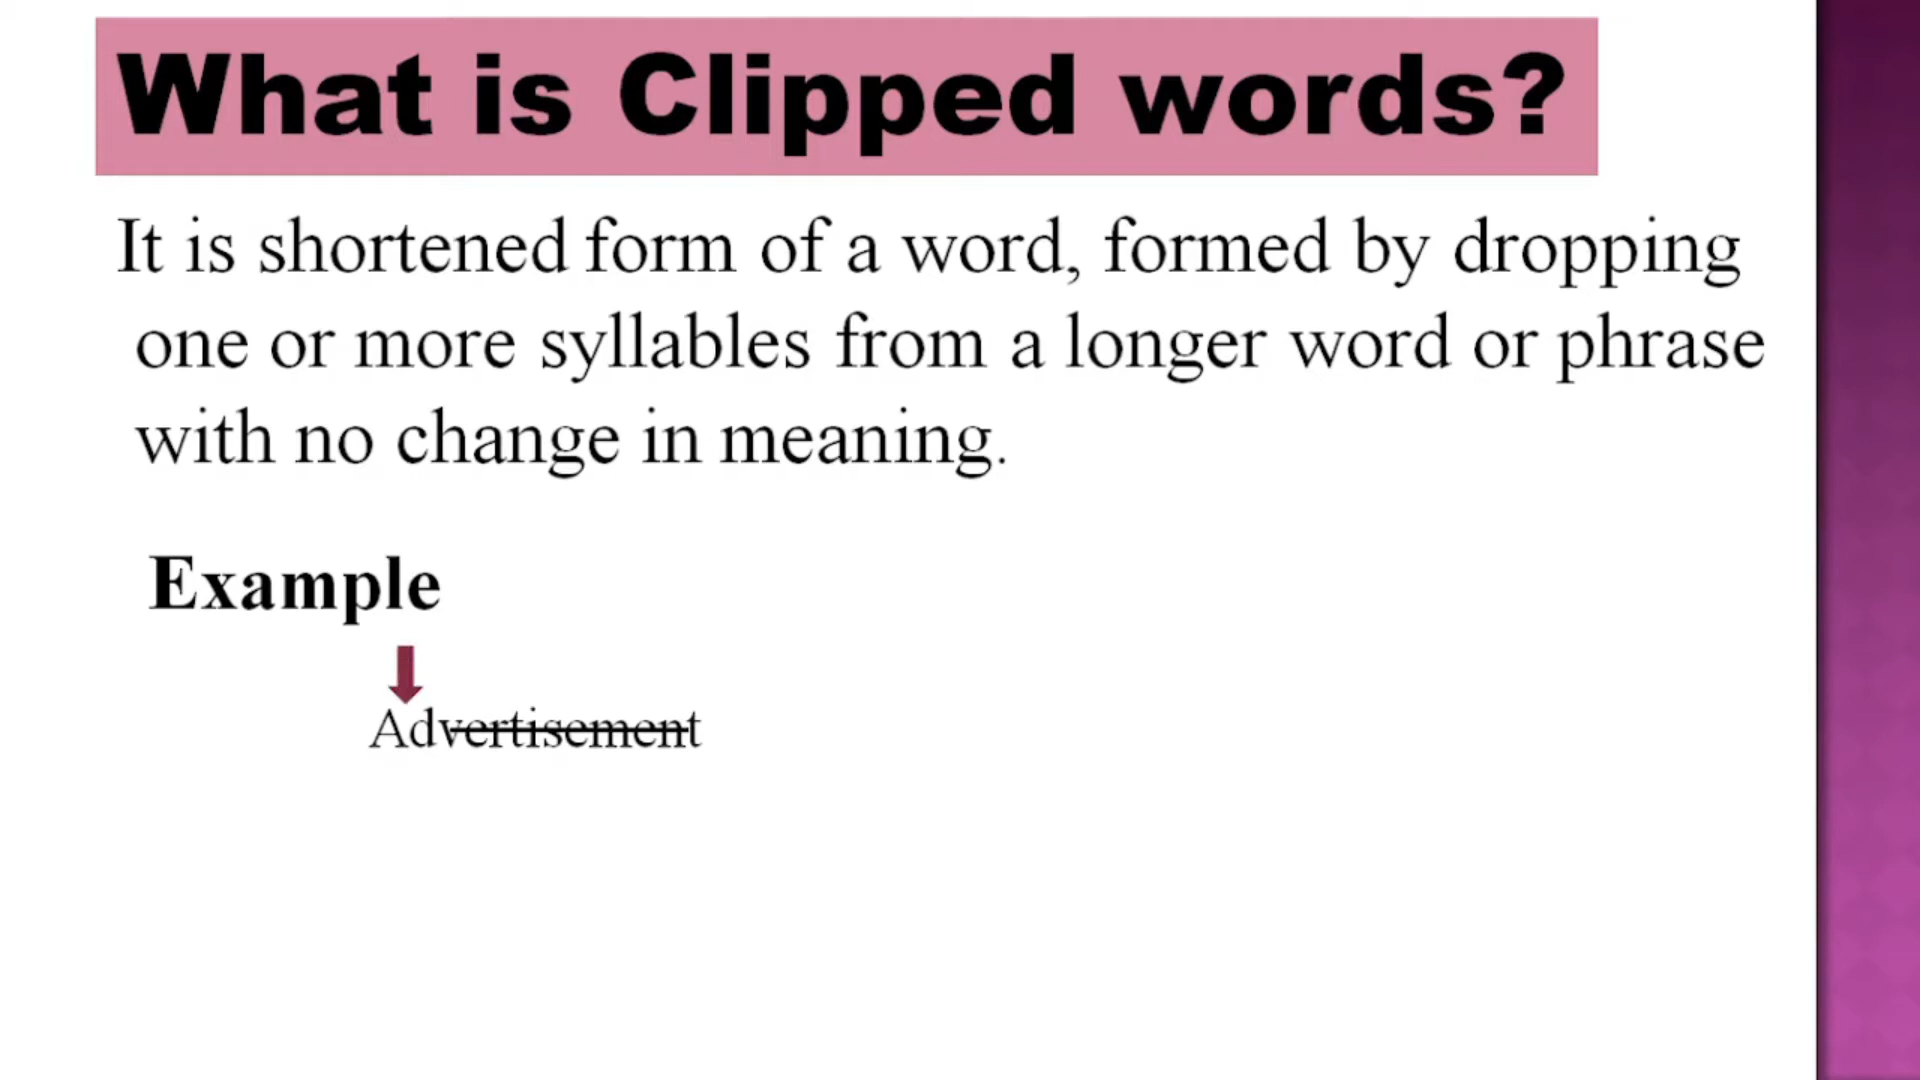 What is Clipped words?
It is shortened form of a word, formed by dropping
one or more syllables from a longer word or phrase
with no change in meaning.
Example
Advertisement